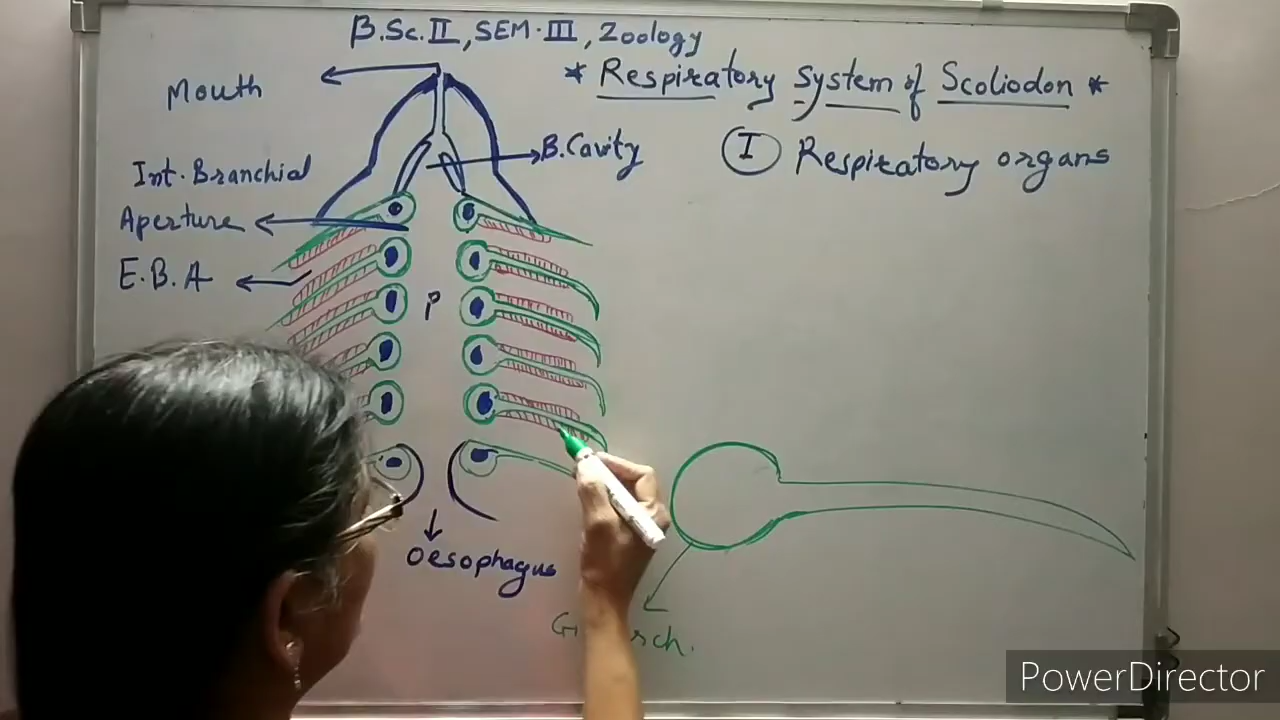 B.Sc.II, SEM.III, Zoology
* Respiratory System of Scoliodon *
Mouth
B.Cavity
I Respiratory organs
Int. Branchial
Aperture
E.B.A
P
Oesophagus
PowerDirector